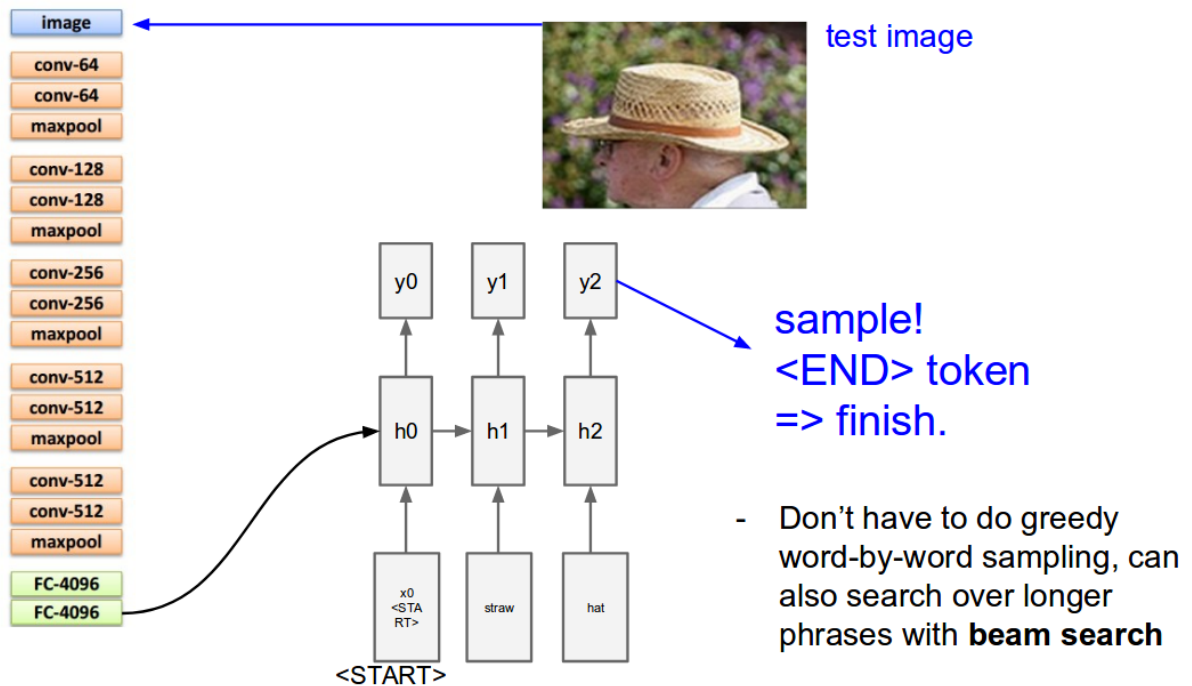 image
conv-64
conv-64
maxpool
conv-128
conv-128
maxpool
conv-256
conv-256
maxpool
conv-512
conv-512
maxpool
conv-512
conv-512
maxpool
FC-4096
FC-4096
test image
y0
y1
y2
h0
h1
h2
x0
<STA
RT>
straw
hat
<START>
sample!
<END> token
=> finish.
- Don't have to do greedy
word-by-word sampling, can
also search over longer
phrases with beam search